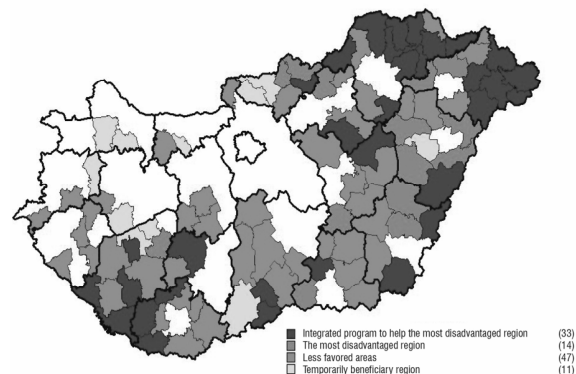 Integrated program to help the most disadvantaged region (33)
The most disadvantaged region (14)
Less favored areas (47)
Temporarily beneficiary region (11)